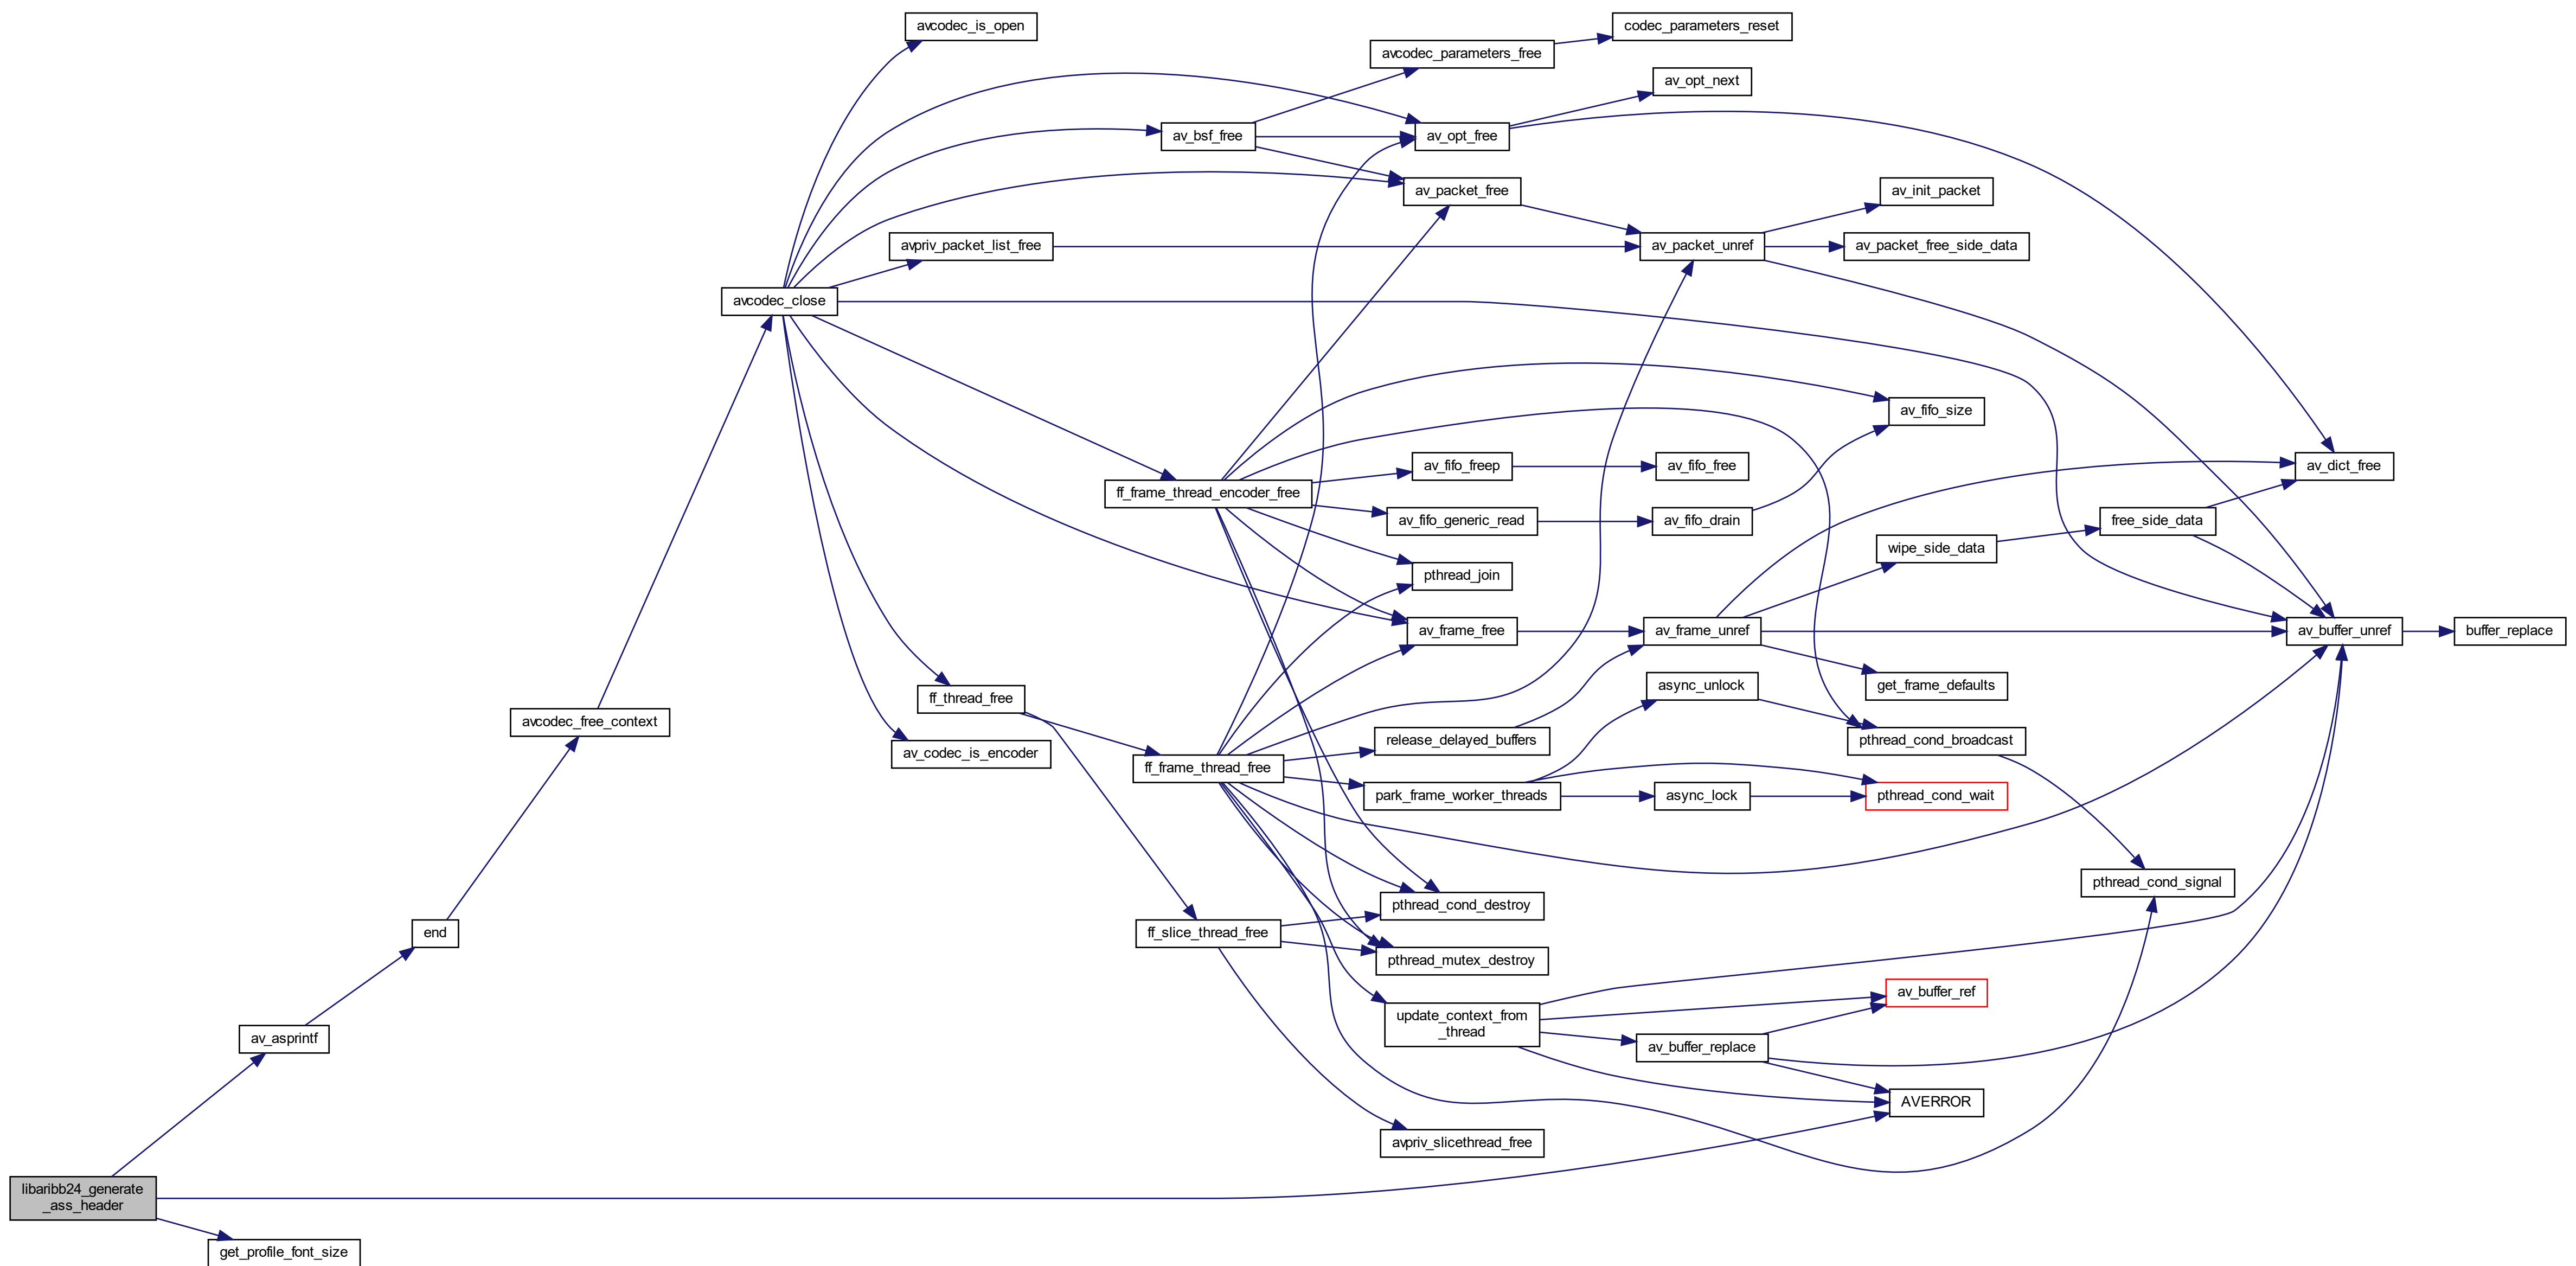 avcodec_is_open
codec_parameters_reset
avcodec_parameters_free
av_opt_next
av_bsf_free
av_opt_free
av_packet_free
av_init_packet
avpriv_packet_list_free
av_packet_unref
av_packet_free_side_data
avcodec_close
av_fifo_size
av_fifo_freep
av_fifo_free
av_dict_free
ff_frame_thread_encoder_free
av_fifo_generic_read
av_fifo_drain
free_side_data
wipe_side_data
pthread_join
av_frame_free
av_frame_unref
av_buffer_unref
buffer_replace
get_frame_defaults
async_unlock
ff_thread_free
avcodec_free_context
release_delayed_buffers
pthread_cond_broadcast
av_codec_is_encoder
ff_frame_thread_free
park_frame_worker_threads
async_lock
pthread_cond_wait
pthread_cond_signal
pthread_cond_destroy
end
ff_slice_thread_free
pthread_mutex_destroy
av_buffer_ref
update_context_from
_thread
av_asprintf
av_buffer_replace
AVERROR
avpriv_slicethread_free
libaribb24_generate
_ass_header
get_profile_font_size